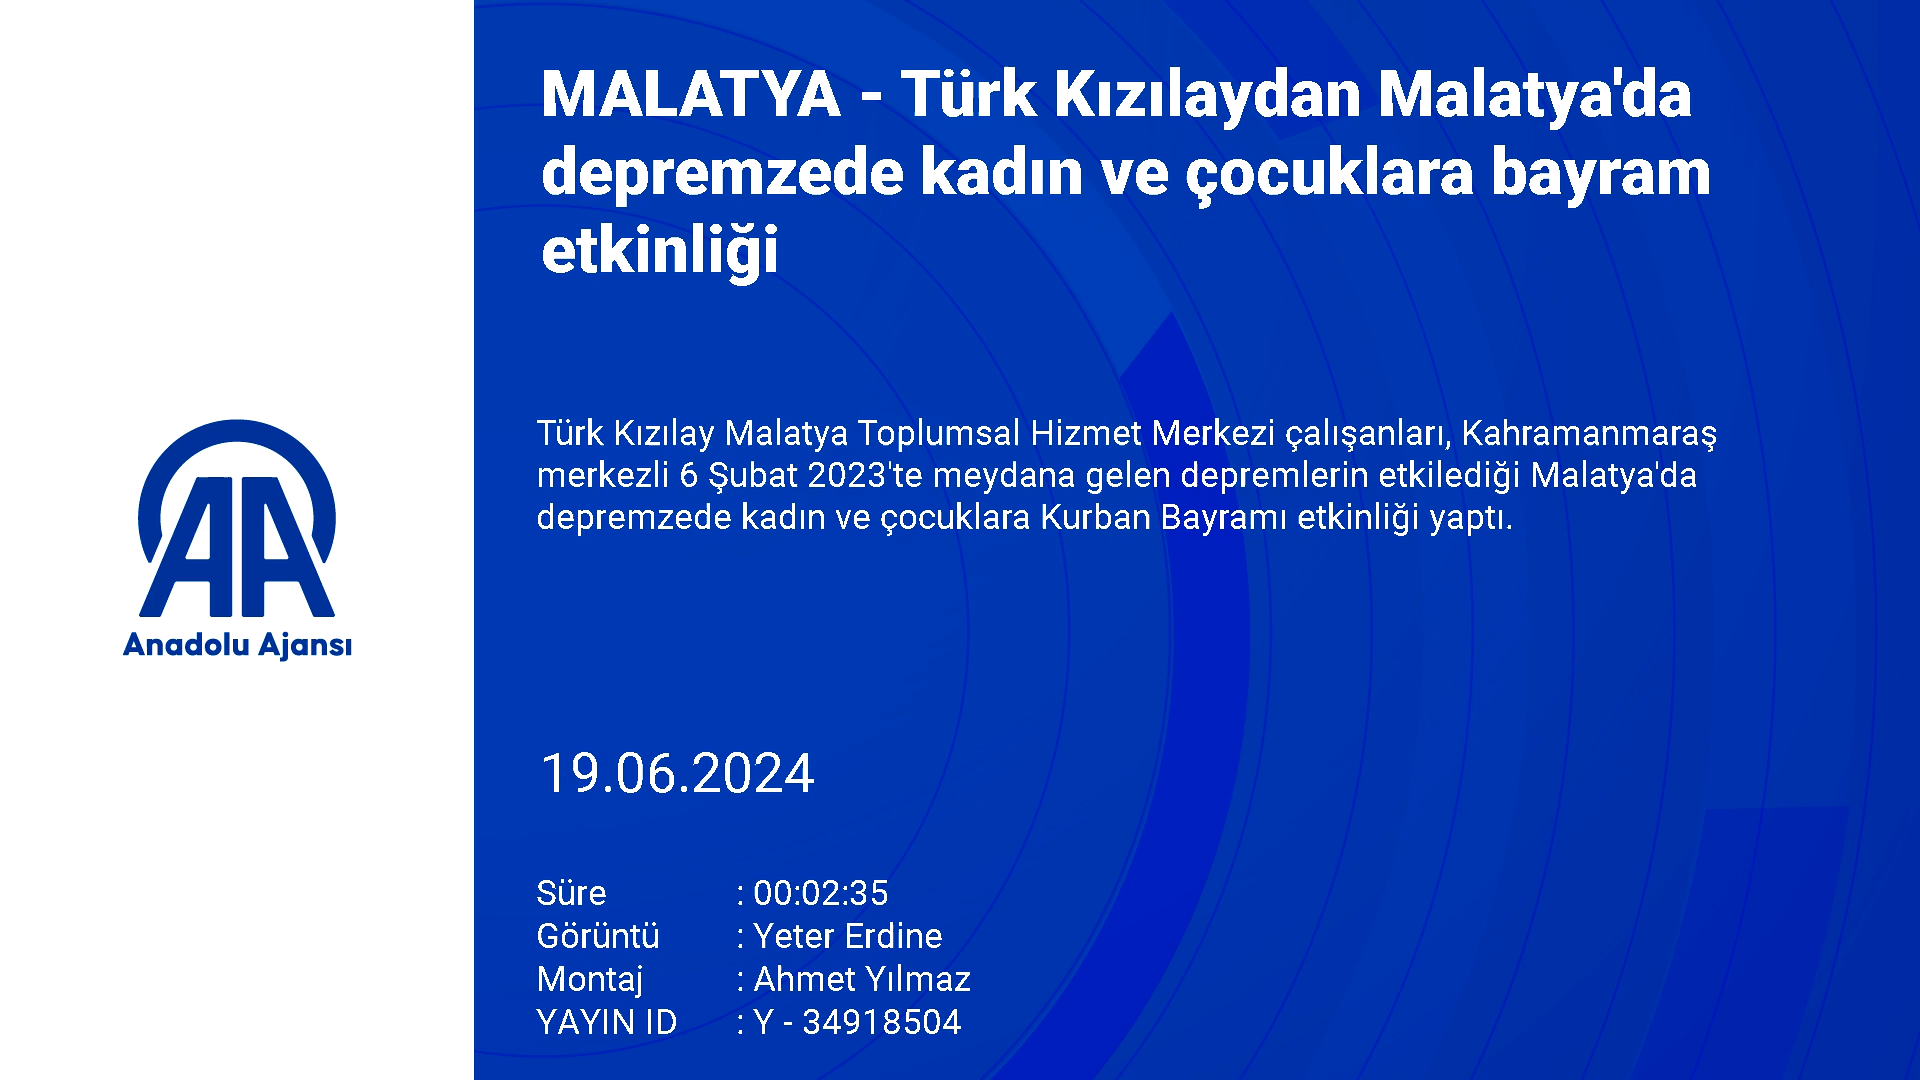 MALATYA - Türk Kızılaydan Malatya'da
depremzede kadın ve çocuklara bayram
etkinliği
Türk Kızılay Malatya Toplumsal Hizmet Merkezi çalışanları, Kahramanmaraş
merkezli 6 Şubat 2023'te meydana gelen depremlerin etkilediği Malatya'da
depremzede kadın ve çocuklara Kurban Bayramı etkinliği yaptı.
AA
Anadolu Ajansı
19.06.2024
Süre : 00:02:35
Görüntü : Yeter Erdine
Montaj : Ahmet Yılmaz
YAYIN ID : Y - 34918504